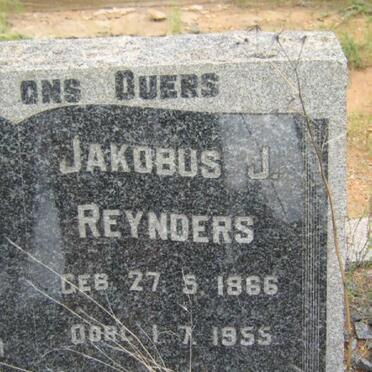 ONS OUERS
JAKOBUS J.
REYNDERS
GEB. 27 5 1866
OORL. 1. 7. 1955